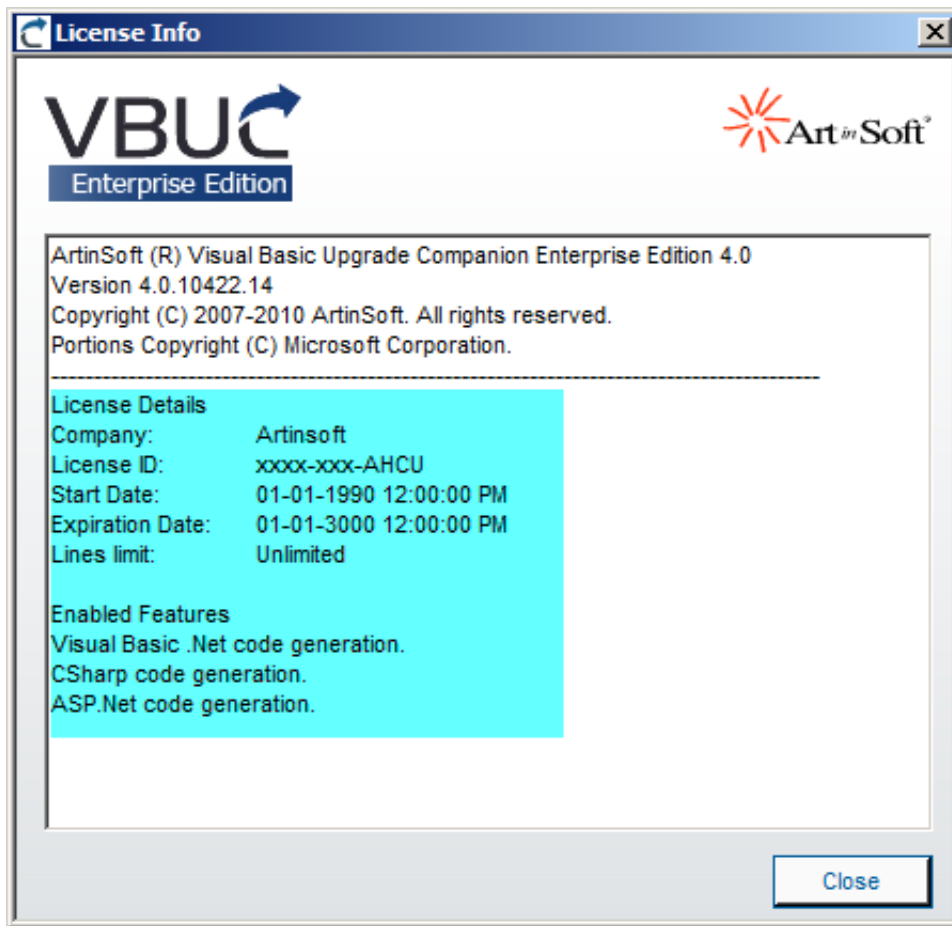 License Info
VBUC
Enterprise Edition
Art in Soft
ArtinSoft (R) Visual Basic Upgrade Companion Enterprise Edition 4.0
Version 4.0.10422.14
Copyright (C) 2007-2010 ArtinSoft. All rights reserved.
Portions Copyright (C) Microsoft Corporation.
License Details
Company: Artinsoft
License ID: xxxx-xxx-AHCU
Start Date: 01-01-1990 12:00:00 PM
Expiration Date: 01-01-3000 12:00:00 PM
Lines limit: Unlimited
Enabled Features
Visual Basic .Net code generation.
CSharp code generation.
ASP.Net code generation.
Close